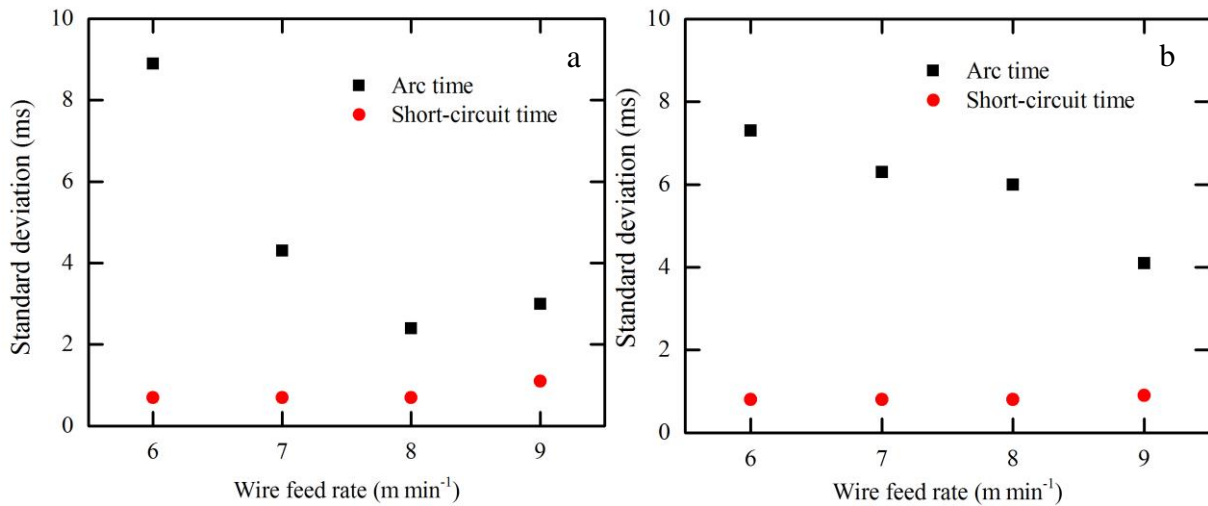 10
8
6
4
2
0
Standard deviation (ms)
a
Arc time
Short-circuit time
6 7 8 9
Wire feed rate (m min⁻¹)
10
8
6
4
2
0
Standard deviation (ms)
b
Arc time
Short-circuit time
6 7 8 9
Wire feed rate (m min⁻¹)